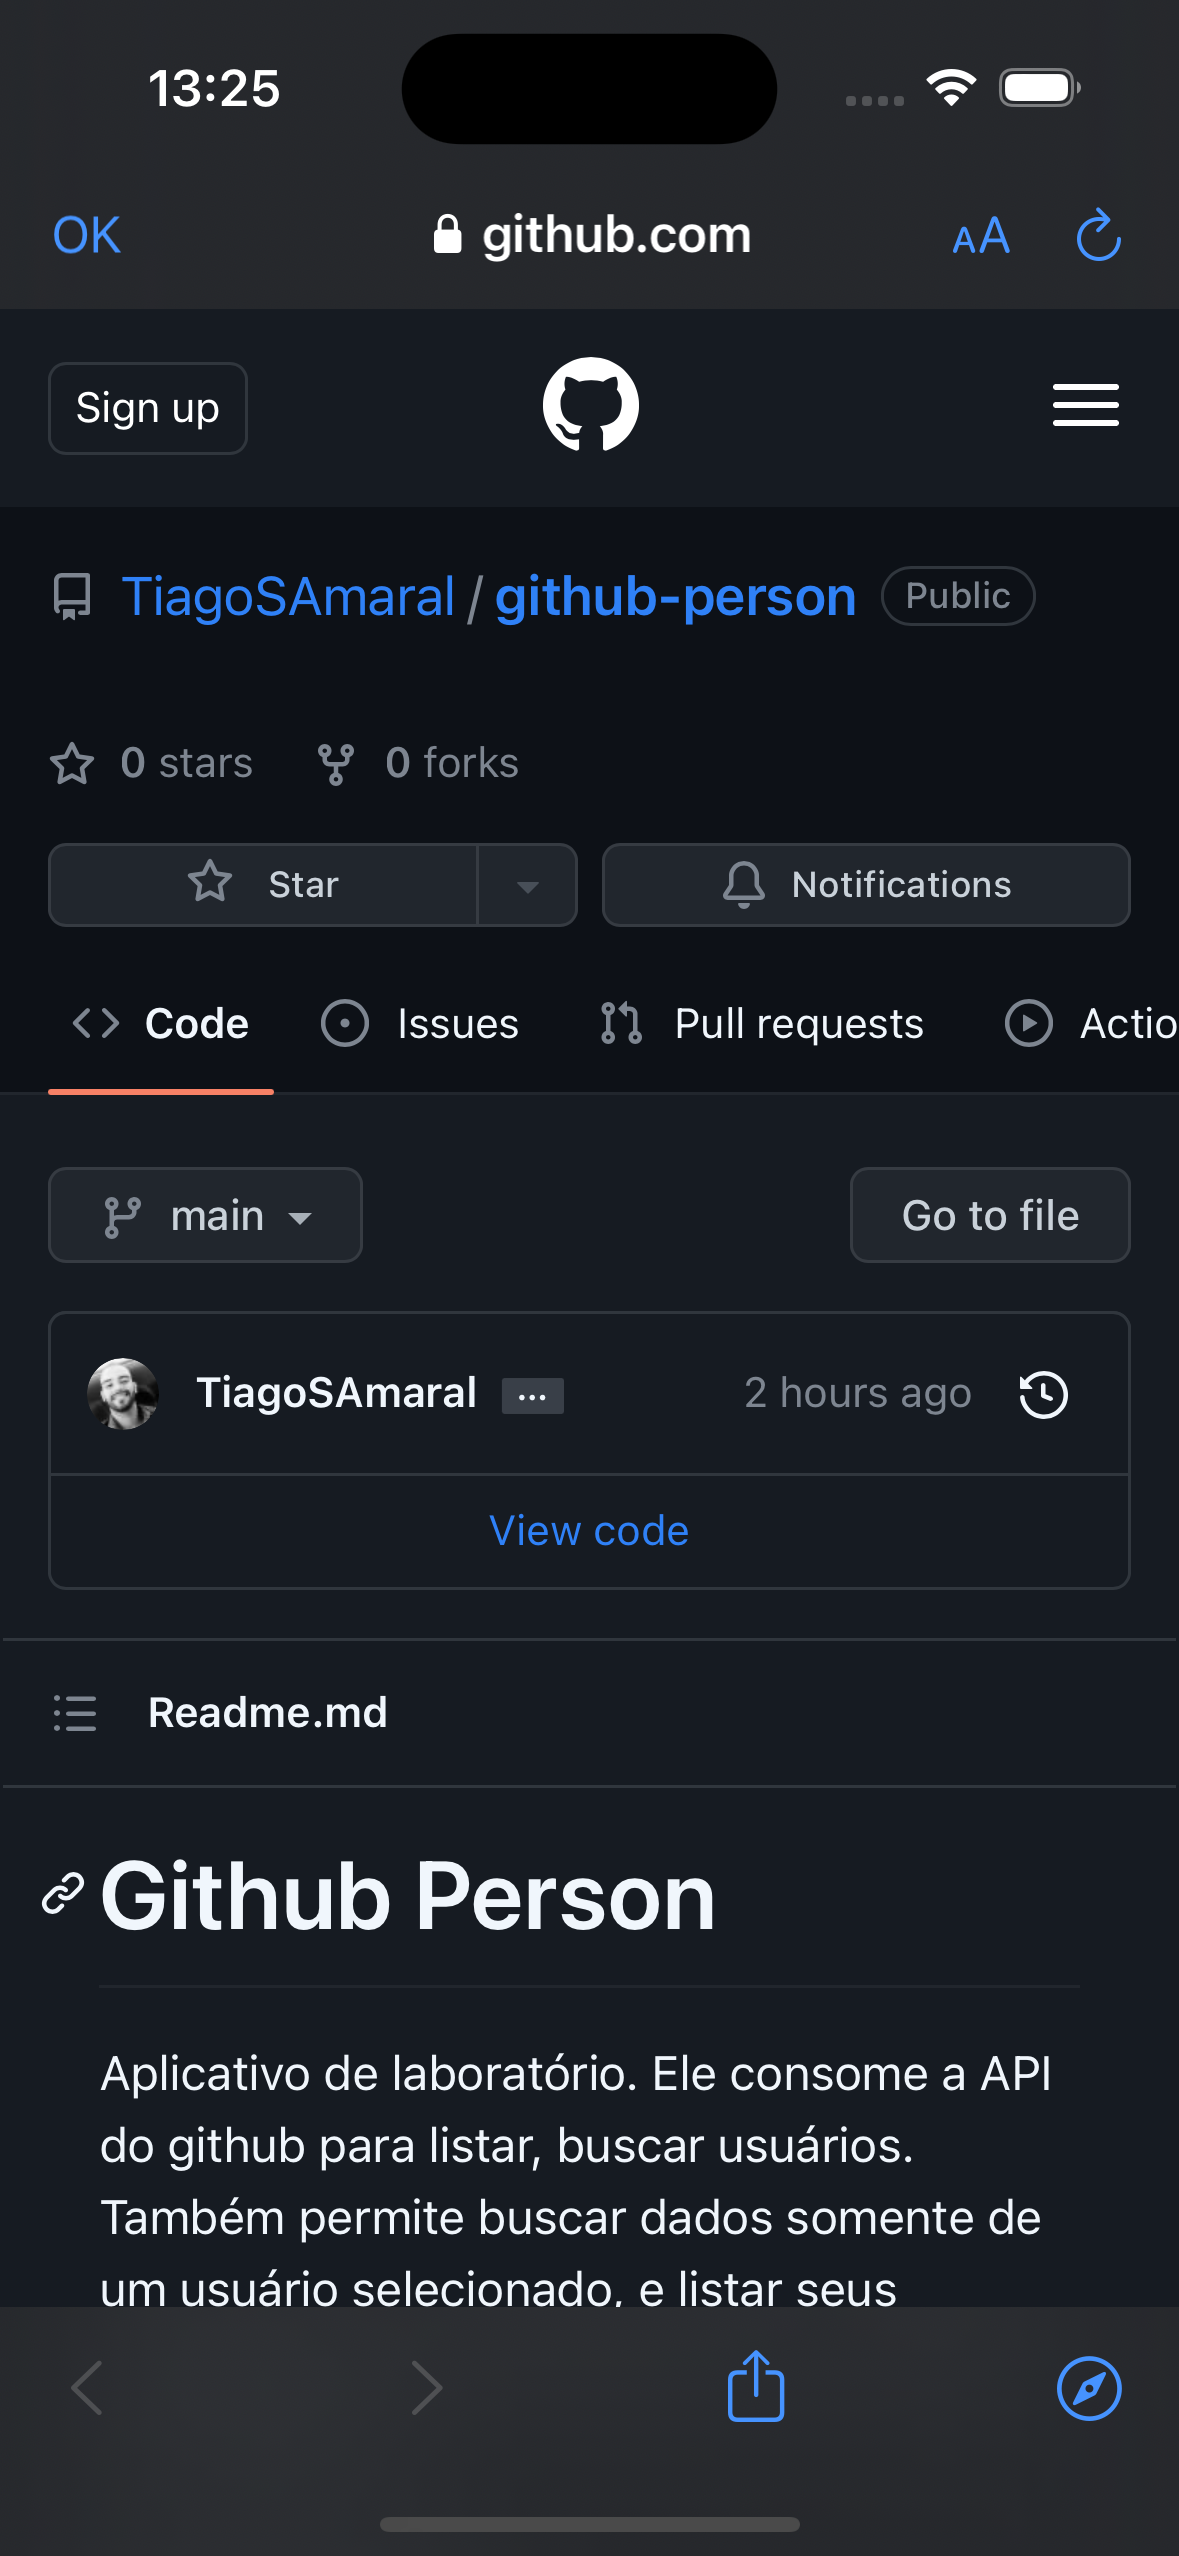 13:25
OK
github.com
AA
Sign up
TiagoSAmaral / github-person
Public
0 stars
0 forks
Star
Notifications
Code
Issues
Pull requests
Actio
main
Go to file
TiagoSAmaral
...
2 hours ago
View code
Readme.md
Github Person
Aplicativo de laboratório. Ele consome a API
do github para listar, buscar usuários.
Também permite buscar dados somente de
um usuário selecionado, e listar seus